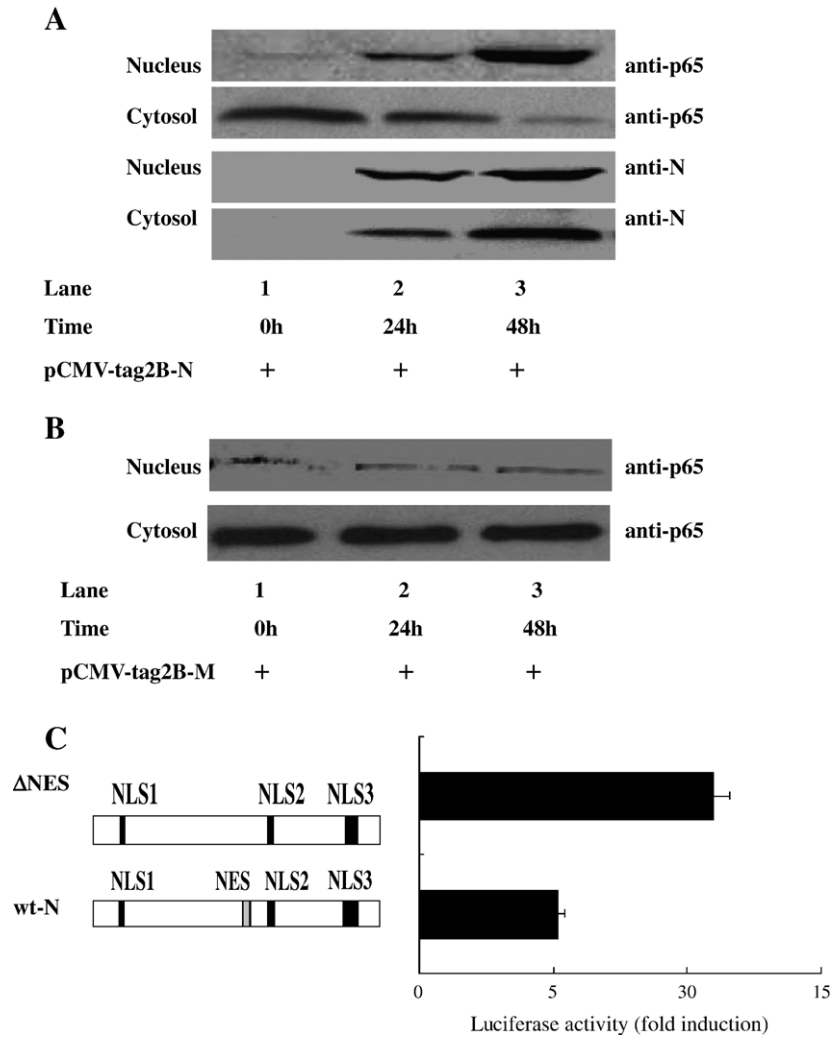 A
Nucleus anti-p65
Cytosol anti-p65
Nucleus anti-N
Cytosol anti-N
Lane 1 2 3
Time 0h 24h 48h
pCMV-tag2B-N + + +
B
Nucleus anti-p65
Cytosol anti-p65
Lane 1 2 3
Time 0h 24h 48h
pCMV-tag2B-M + + +
C
ΔNES
NLS1 NLS2 NLS3
NLS1 NES NLS2 NLS3
wt-N
0 5 30 15
Luciferase activity (fold induction)